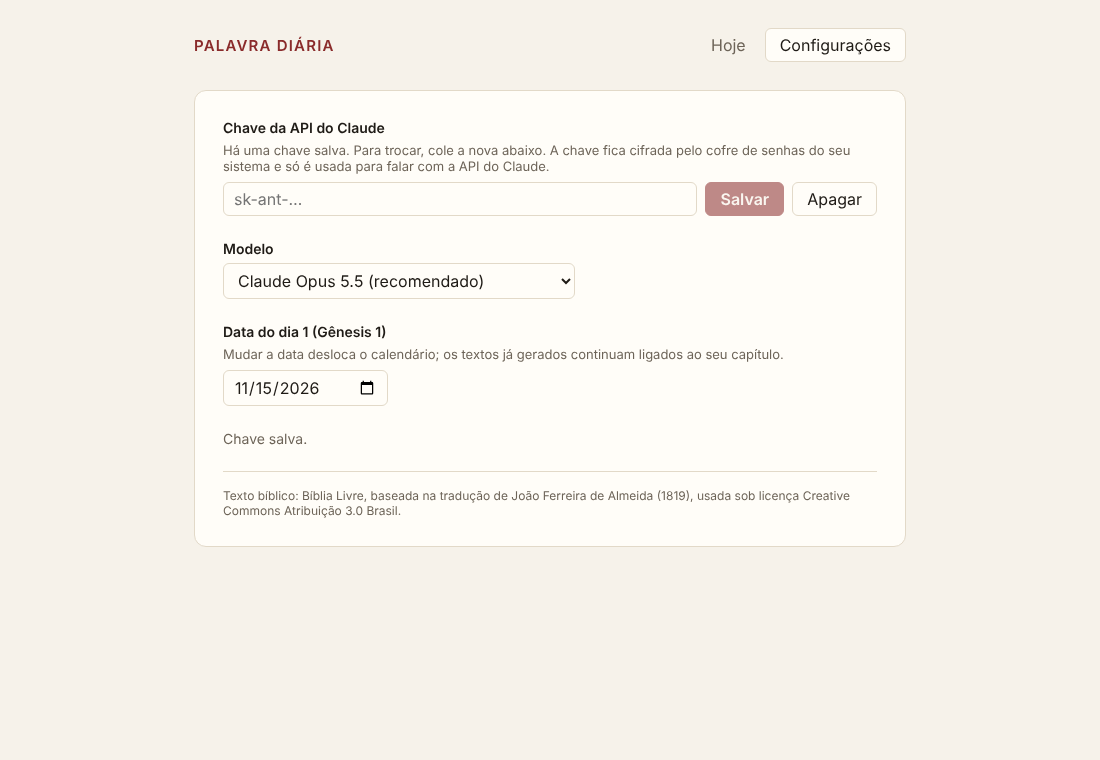 PALAVRA DIÁRIA
Hoje
Configurações
Chave da API do Claude
Há uma chave salva. Para trocar, cole a nova abaixo. A chave fica cifrada pelo cofre de senhas do seu
sistema e só é usada para falar com a API do Claude.
sk-ant-...
Salvar
Apagar
Modelo
Claude Opus 5.5 (recomendado)
Data do dia 1 (Gênesis 1)
Mudar a data desloca o calendário; os textos já gerados continuam ligados ao seu capítulo.
11/15/2026
Chave salva.
Texto bíblico: Bíblia Livre, baseada na tradução de João Ferreira de Almeida (1819), usada sob licença Creative
Commons Atribuição 3.0 Brasil.